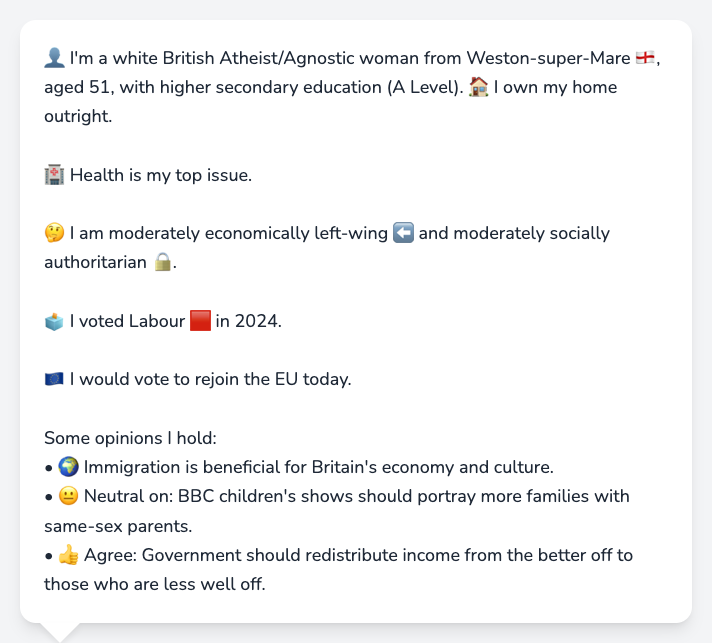 👤 I'm a white British Atheist/Agnostic woman from Weston-super-Mare 🏴󠁧󠁢󠁥󠁮󠁧󠁿,
aged 51, with higher secondary education (A Level). 🏠 I own my home
outright.
🏥 Health is my top issue.
🤔 I am moderately economically left-wing ⬅️ and moderately socially
authoritarian 🔒.
🗳️ I voted Labour 🟥 in 2024.
🇪🇺 I would vote to rejoin the EU today.
Some opinions I hold:
• 🌍 Immigration is beneficial for Britain's economy and culture.
• 😐 Neutral on: BBC children's shows should portray more families with
same-sex parents.
• 👍 Agree: Government should redistribute income from the better off to
those who are less well off.